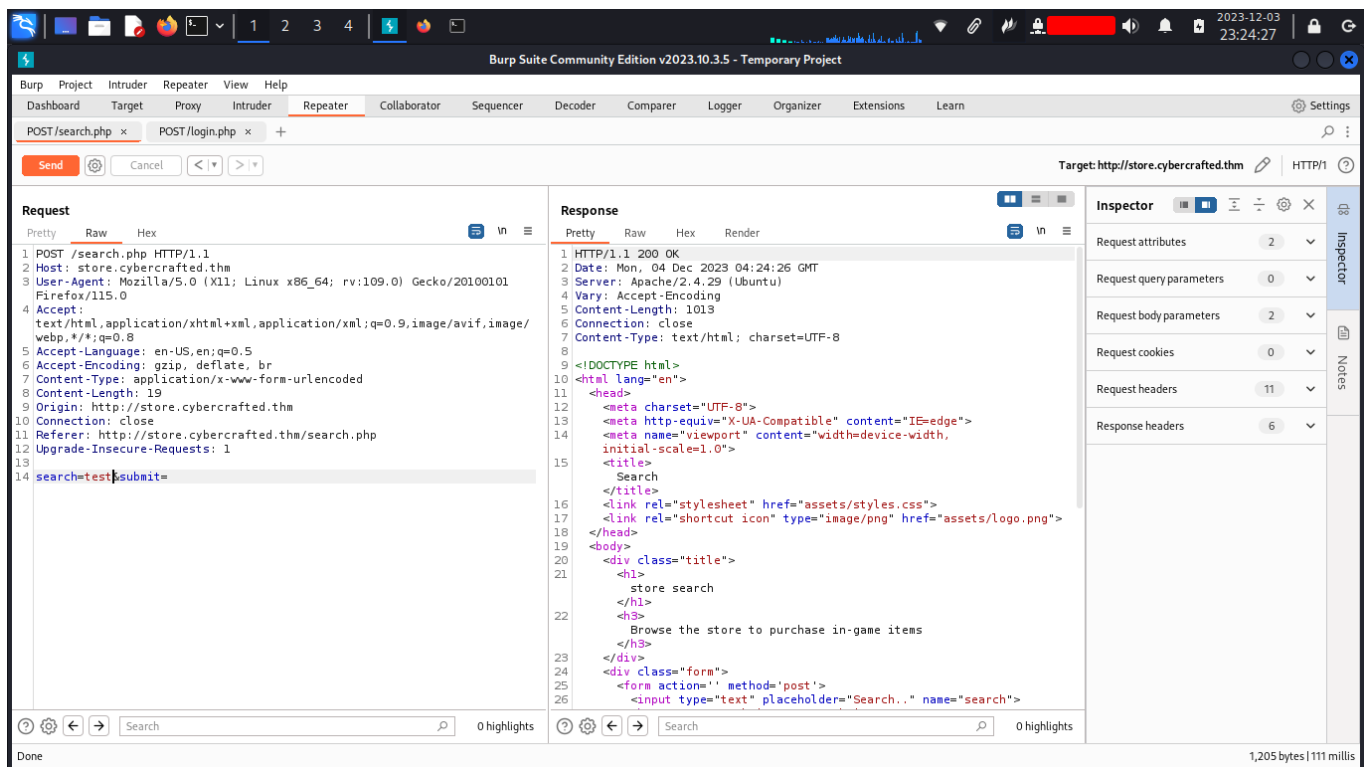 1 2 3 4
2023-12-03
23:24:27
Burp Suite Community Edition v2023.10.3.5 - Temporary Project
Burp Project Intruder Repeater View Help
Dashboard Target Proxy Intruder Repeater Collaborator Sequencer Decoder Comparer Logger Organizer Extensions Learn Settings
POST /search.php × POST /login.php × +
Send Cancel < > Target: http://store.cybercrafted.thm HTTP/1
Request
Pretty Raw Hex \n
1 POST /search.php HTTP/1.1
2 Host: store.cybercrafted.thm
3 User-Agent: Mozilla/5.0 (X11; Linux x86_64; rv:109.0) Gecko/20100101
Firefox/115.0
4 Accept:
text/html,application/xhtml+xml,application/xml;q=0.9,image/avif,image/
webp,*/*;q=0.8
5 Accept-Language: en-US,en;q=0.5
6 Accept-Encoding: gzip, deflate, br
7 Content-Type: application/x-www-form-urlencoded
8 Content-Length: 19
9 Origin: http://store.cybercrafted.thm
10 Connection: close
11 Referer: http://store.cybercrafted.thm/search.php
12 Upgrade-Insecure-Requests: 1
13
14 search=test&submit=
Search 0 highlights
Response
Pretty Raw Hex Render \n
1 HTTP/1.1 200 OK
2 Date: Mon, 04 Dec 2023 04:24:26 GMT
3 Server: Apache/2.4.29 (Ubuntu)
4 Vary: Accept-Encoding
5 Content-Length: 1013
6 Connection: close
7 Content-Type: text/html; charset=UTF-8
8
9 <!DOCTYPE html>
10 <html lang="en">
11 <head>
12 <meta charset="UTF-8">
13 <meta http-equiv="X-UA-Compatible" content="IE=edge">
14 <meta name="viewport" content="width=device-width,
initial-scale=1.0">
15 <title>
Search
</title>
16 <link rel="stylesheet" href="assets/styles.css">
17 <link rel="shortcut icon" type="image/png" href="assets/logo.png">
18 </head>
19 <body>
20 <div class="title">
21 <h1>
store search
</h1>
22 <h3>
Browse the store to purchase in-game items
</h3>
23 </div>
24 <div class="form">
25 <form action='' method='post'>
26 <input type="text" placeholder="Search.." name="search">
Search 0 highlights
Inspector
Request attributes 2
Request query parameters 0
Request body parameters 2
Request cookies 0
Request headers 11
Response headers 6
Inspector
Notes
Done 1,205 bytes | 111 millis